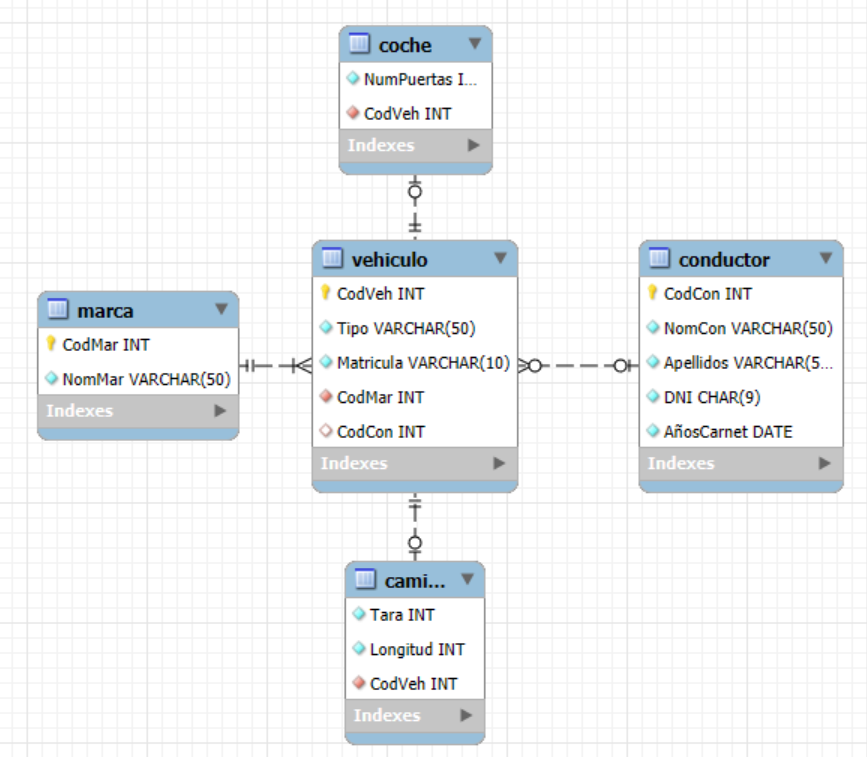 coche
NumPuertas I...
CodVeh INT
Indexes
vehiculo
CodVeh INT
Tipo VARCHAR(50)
Matricula VARCHAR(10)
CodMar INT
CodCon INT
Indexes
conductor
CodCon INT
NomCon VARCHAR(50)
Apellidos VARCHAR(5...
DNI CHAR(9)
AñosCarnet DATE
Indexes
marca
CodMar INT
NomMar VARCHAR(50)
Indexes
cami...
Tara INT
Longitud INT
CodVeh INT
Indexes